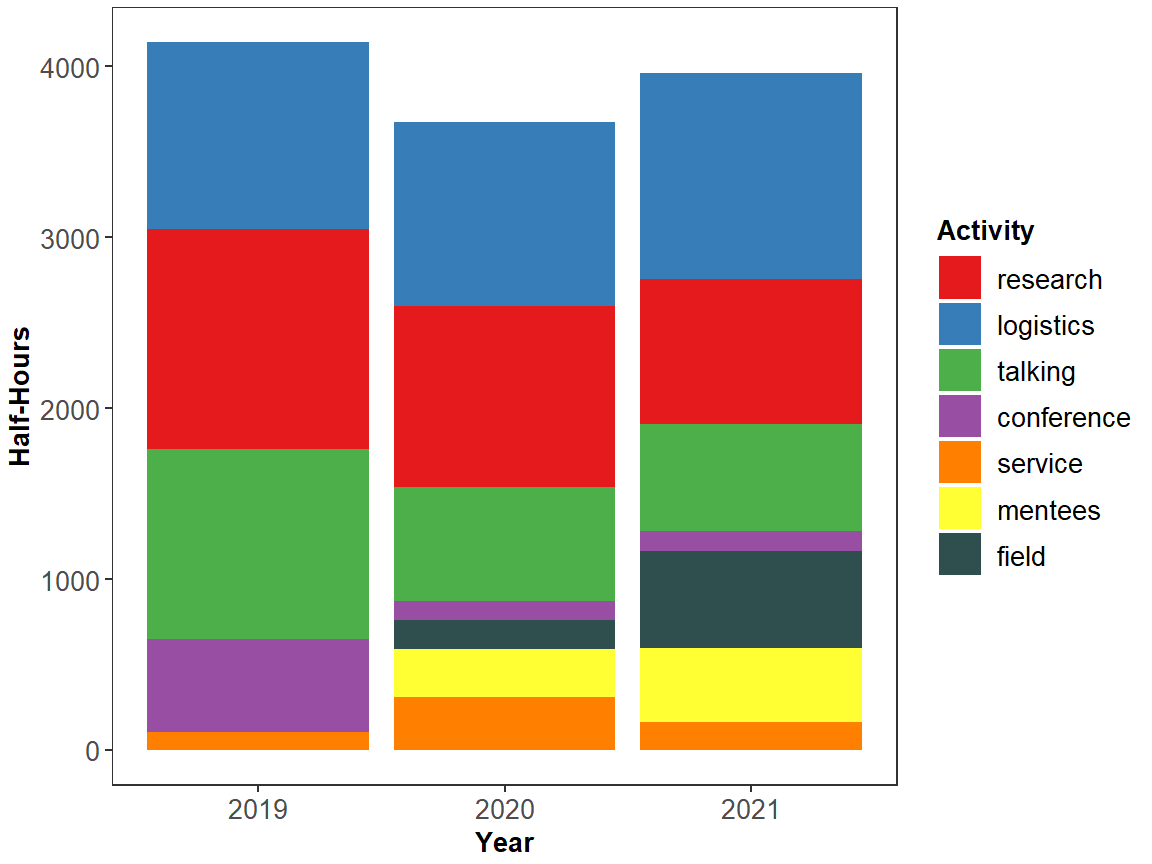 4000
3000
2000
1000
0
Half-Hours
2019 2020 2021
Year
Activity
research
logistics
talking
conference
service
mentees
field